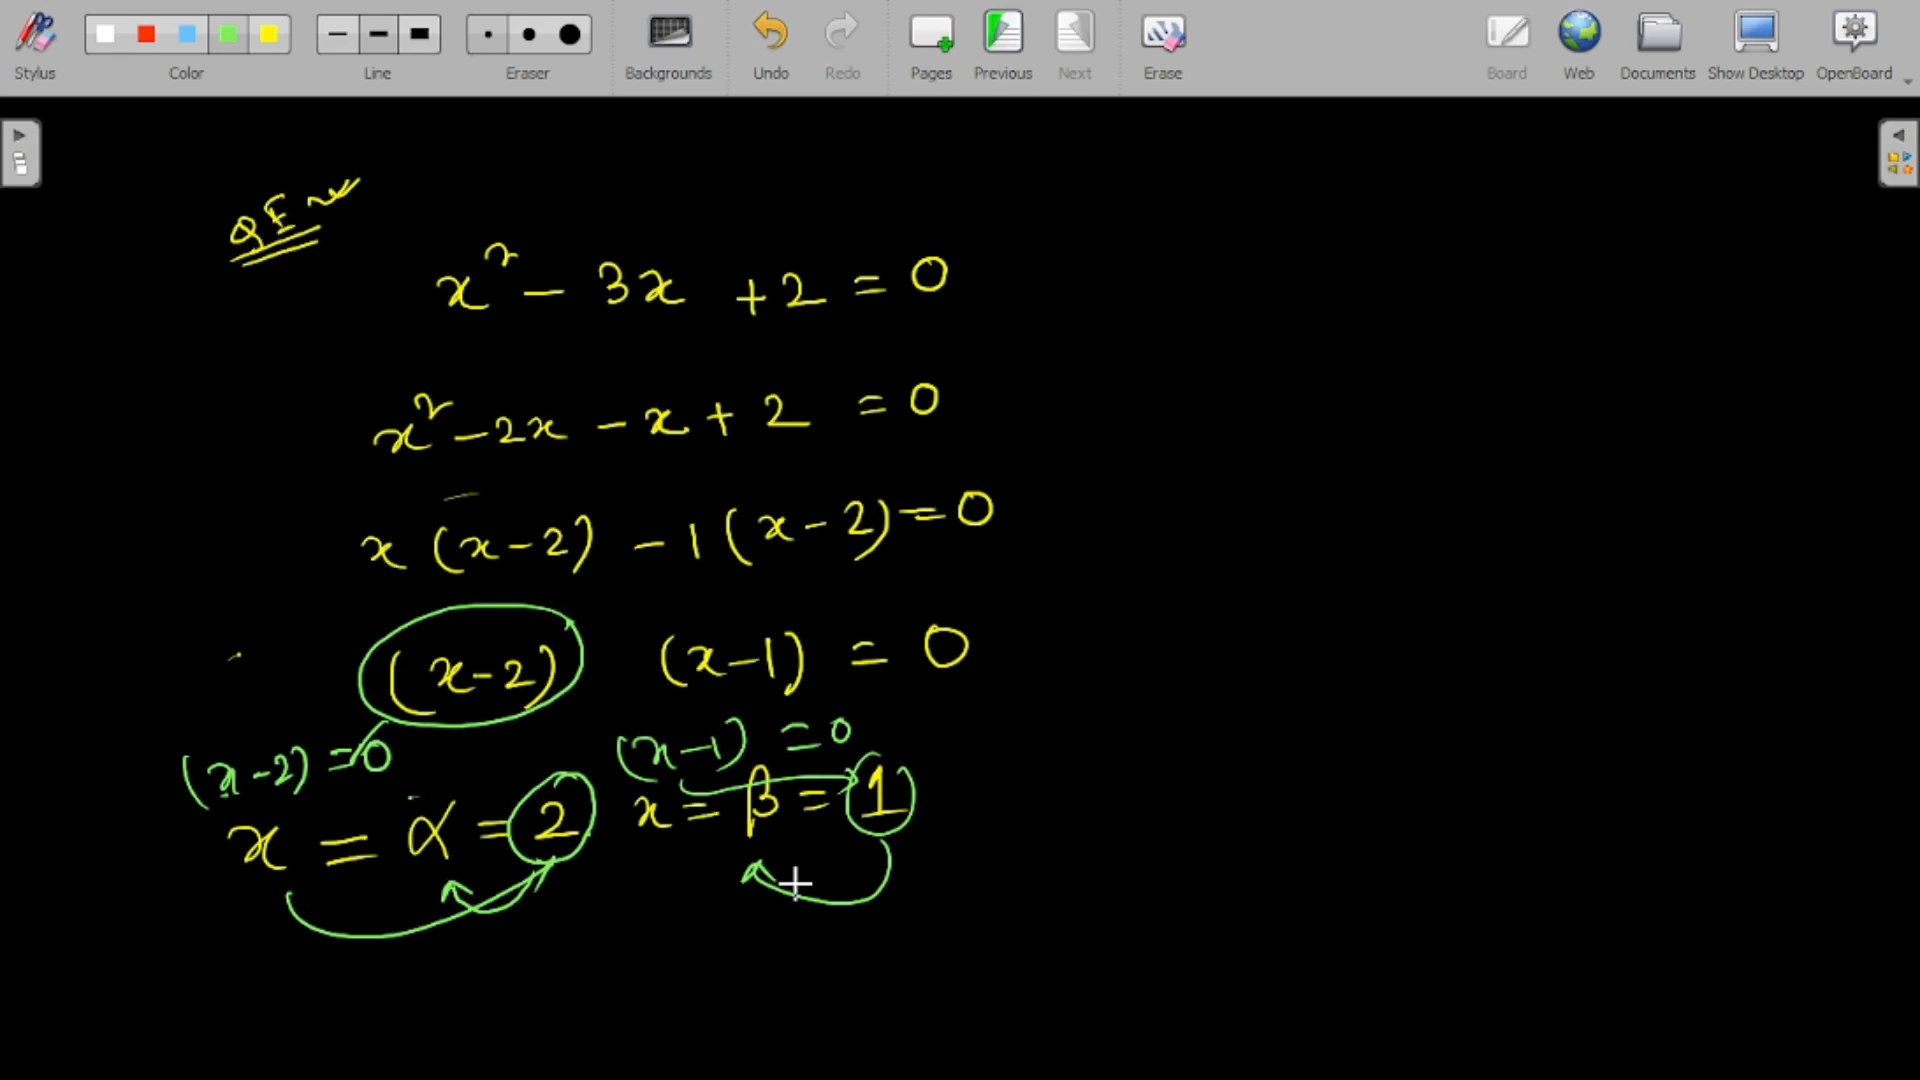 Stylus Color Line Eraser Backgrounds Undo Redo Pages Previous Next Erase Board Web Documents Show Desktop OpenBoard
QE
x² - 3x + 2 = 0
x² - 2x - x + 2 = 0
x (x-2) - 1 (x-2) = 0
(x-2) (x-1) = 0
(x-2) = 0 (x-1) = 0
x = α = 2 x = β = 1